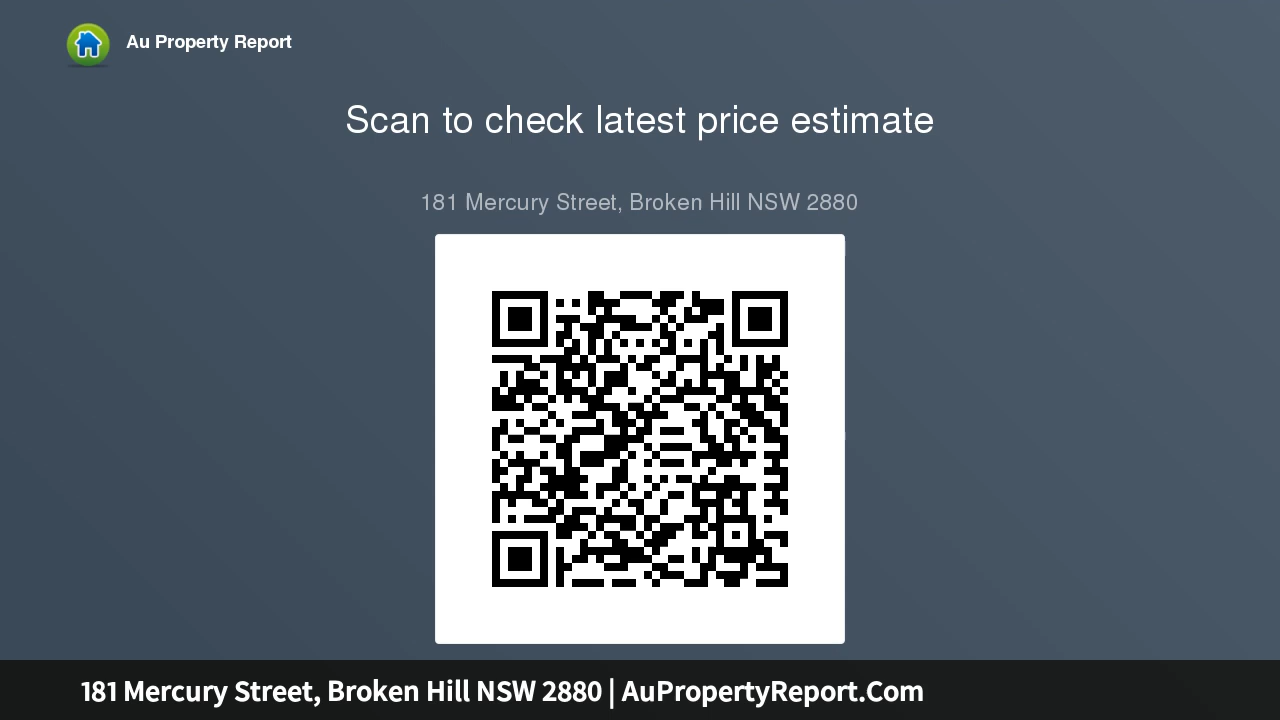 Au Property Report
Scan to check latest price estimate
181 Mercury Street, Broken Hill NSW 2880
181 Mercury Street, Broken Hill NSW 2880 | AuPropertyReport.Com